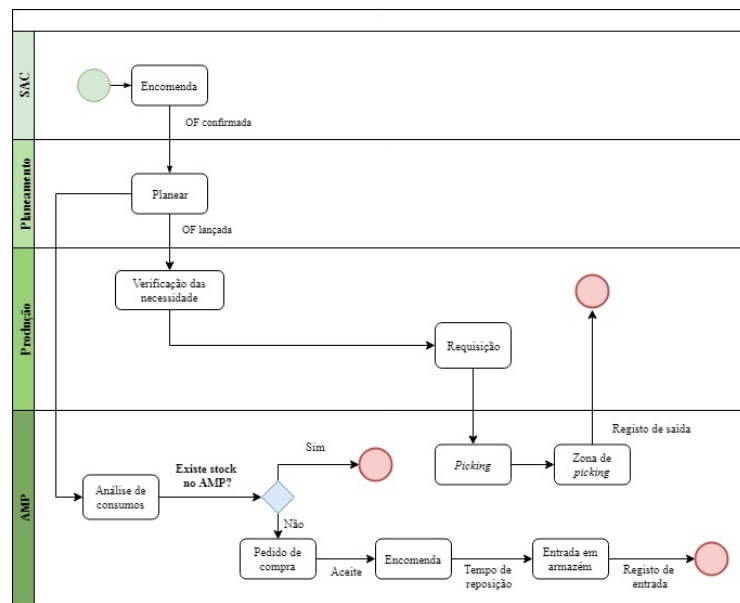 SAC
Encomenda
OF confirmada
Planeamento
Planear
OF lançada
Produção
Verificação das
necessidade
Requisição
Registo de saída
AMP
Análise de
consumos
Existe stock
no AMP?
Sim
Não
Picking
Zona de
picking
Pedido de
compra
Aceite
Encomenda
Tempo de
reposição
Entrada em
armazém
Registo de
entrada